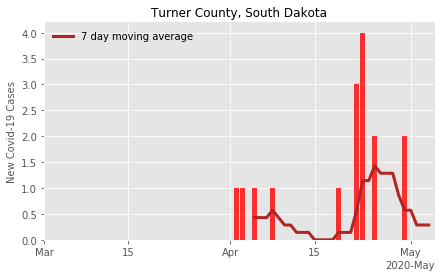 Turner County, South Dakota
7 day moving average
New Covid-19 Cases
4.0
3.5
3.0
2.5
2.0
1.5
1.0
0.5
0.0
Mar
15
Apr
15
May
2020-May